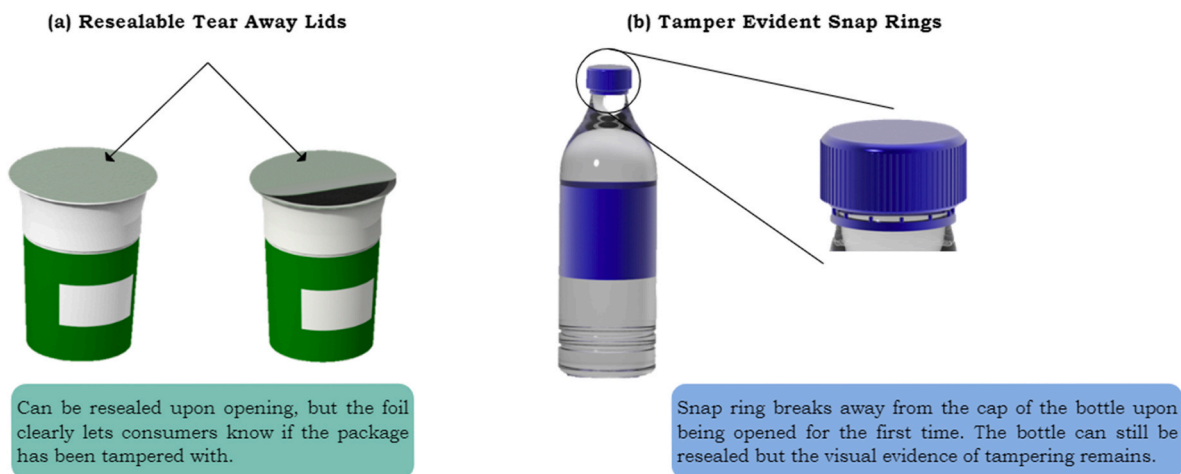 (a) Resealable Tear Away Lids
(b) Tamper Evident Snap Rings
Can be resealed upon opening, but the foil
clearly lets consumers know if the package
has been tampered with.
Snap ring breaks away from the cap of the bottle upon
being opened for the first time. The bottle can still be
resealed but the visual evidence of tampering remains.